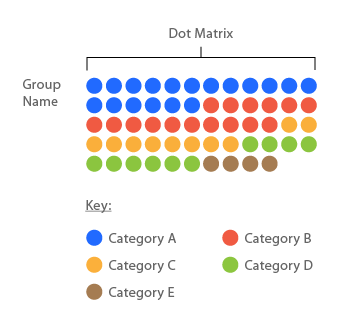 Dot Matrix
Group
Name
Key:
Category A
Category B
Category C
Category D
Category E